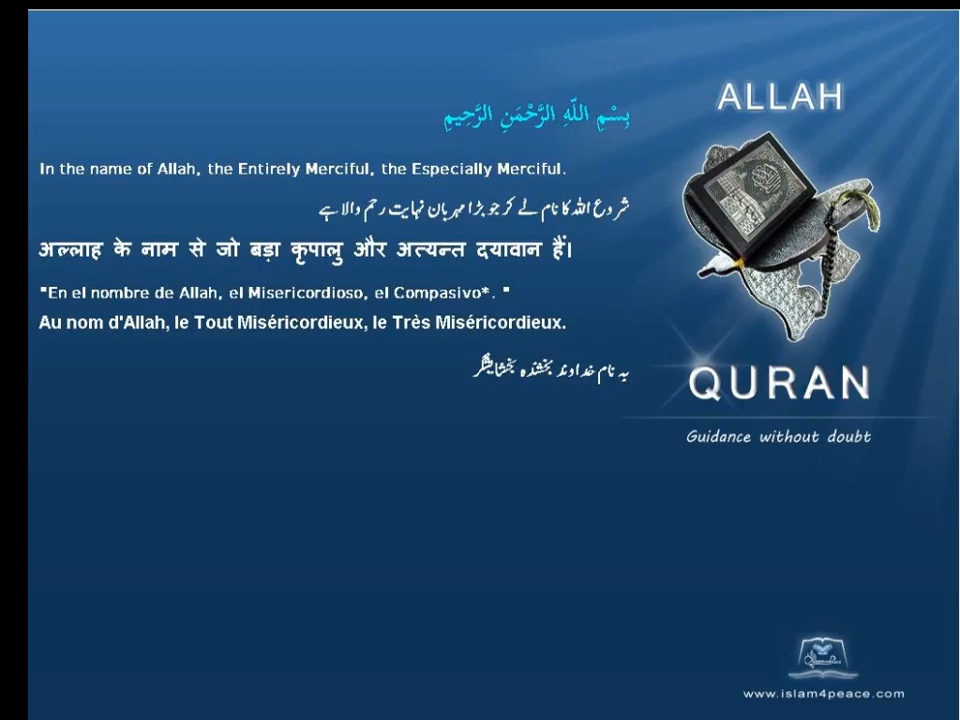 بِسْمِ اللَّهِ الرَّحْمَنِ الرَّحِيمِ
In the name of Allah, the Entirely Merciful, the Especially Merciful.
شروع الله کا نام لے کر جو بڑا مہربان نہایت رحم والا ہے
अल्लाह के नाम से जो बड़ा कृपालु और अत्यन्त दयावान हैं।
"En el nombre de Allah, el Misericordioso, el Compasivo*. "
Au nom d'Allah, le Tout Miséricordieux, le Très Miséricordieux.
به نام خداوند بخشنده بخشایشگر
ALLAH
QURAN
Guidance without doubt
www.islam4peace.com